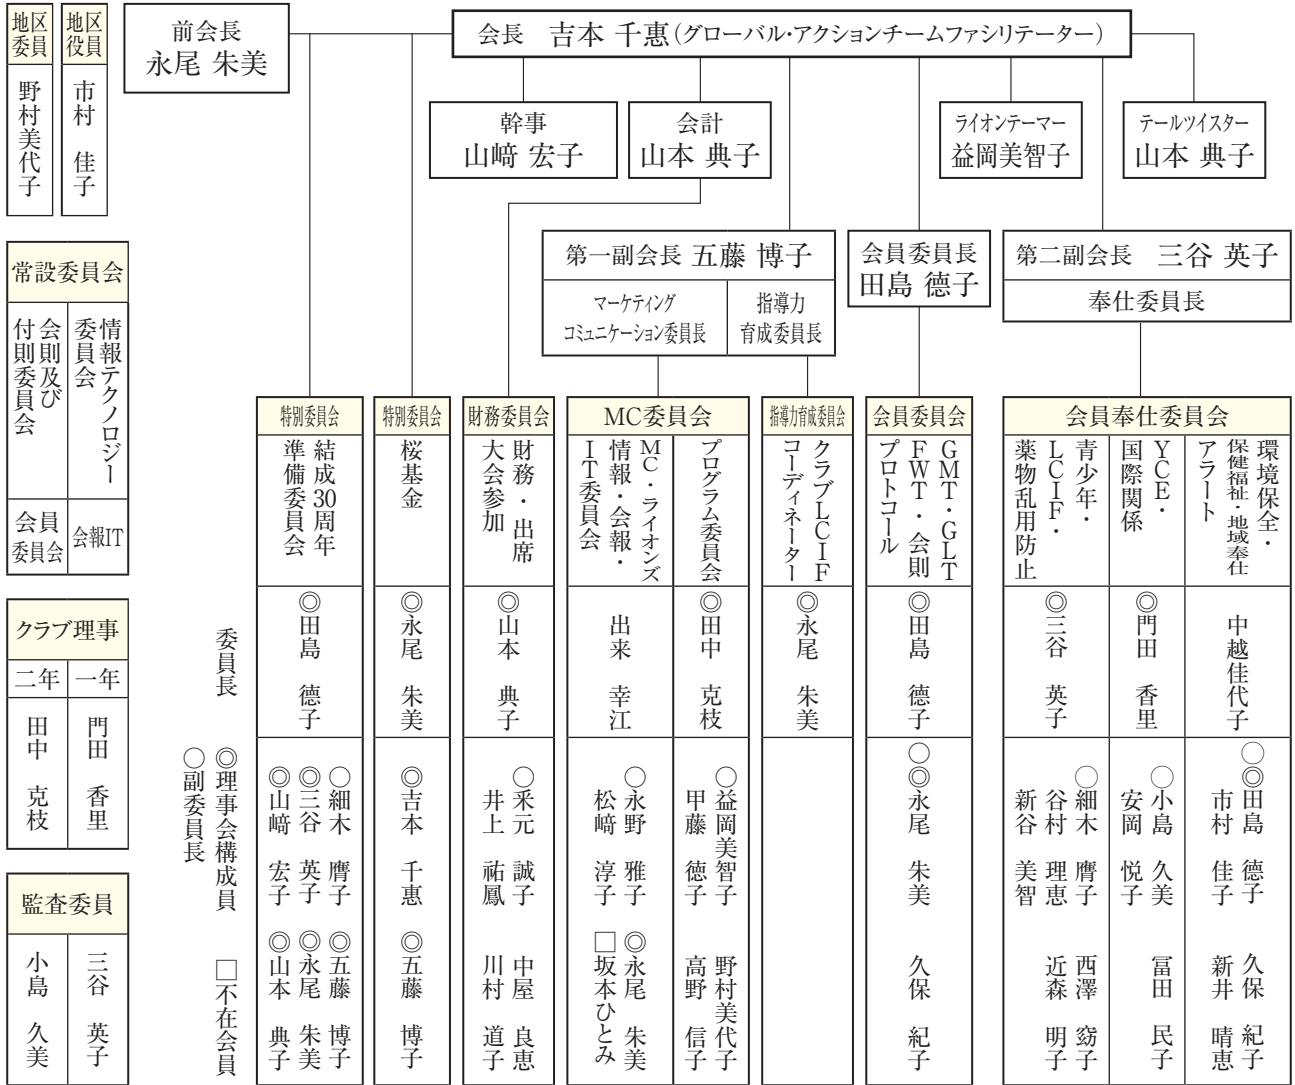 地区委員
野村美代子
地区役員
市村 佳子
前会長
永尾 朱美
会長 吉本 千惠(グローバル・アクションチームファシリテーター)
幹事
山﨑 宏子
会計
山本 典子
ライオンテーマー
益岡美智子
テールツイスター
山本 典子
第一副会長 五藤 博子
マーケティング
コミュニケーション委員長
指導力
育成委員長
会員委員長
田島 德子
第二副会長 三谷 英子
奉仕委員長
常設委員会
情報テクノロジー
委員会
会報IT
会則及び
付則委員会
会員
委員会
クラブ理事
一年
門田 香里
二年
田中 克枝
監査委員
三谷 英子
小島 久美
委員長
◎理事会構成員
○副委員長
□不在会員
特別委員会
結成30周年
準備委員会
◎田島 德子
○細木 膺子
◎三谷 英子
◎山﨑 宏子
◎五藤 博子
◎永尾 朱美
◎山本 典子
特別委員会
桜基金
◎永尾 朱美
◎吉本 千惠
◎五藤 博子
財務委員会
財務・出席
大会参加
◎山本 典子
○釆元 誠子
井上 祐鳳
中屋 良恵
川村 道子
MC委員会
プログラム委員会
◎田中 克枝
○益岡美智子
甲藤 徳子
野村美代子
高野 信子
MC・ライオンズ
情報・会報・
IT委員会
出来 幸江
○永野 雅子
松﨑 淳子
◎永尾 朱美
□坂本ひとみ
指導力育成委員会
クラブLCIF
コーディネーター
◎永尾 朱美
会員委員会
GMT・GLT
FWT・会則
プロトコール
◎田島 德子
○◎永尾 朱美
久保 紀子
会員奉仕委員会
環境保全・
保健福祉・地域奉仕
アラート
中越佳代子
○◎田島 德子
市村 佳子
久保 紀子
新井 晴恵
YCE・
国際関係
◎門田 香里
○小島 久美
安岡 悦子
冨田 民子
青少年・
LCIF・
薬物乱用防止
◎三谷 英子
○細木 膺子
谷村 理恵
新谷 美智
西澤 窈子
近森 明子